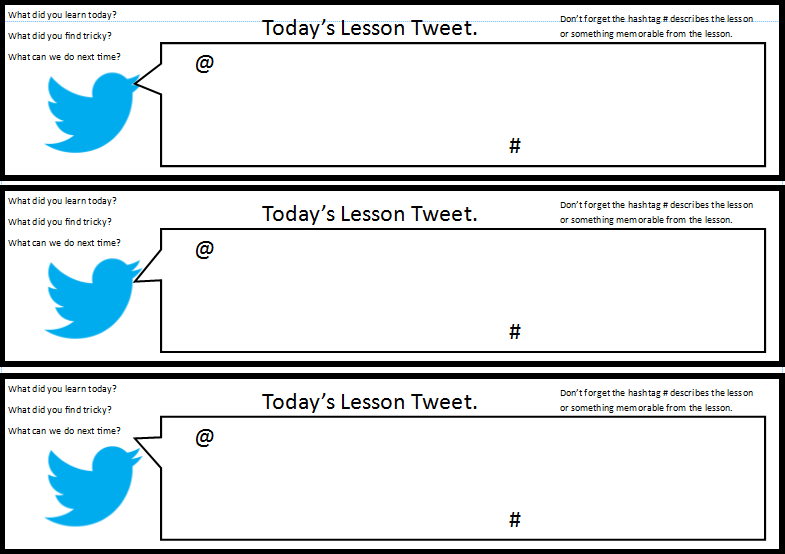 What did you learn today?
What did you find tricky?
What can we do next time?
Today's Lesson Tweet.
Don't forget the hashtag # describes the lesson
or something memorable from the lesson.
@
#
What did you learn today?
What did you find tricky?
What can we do next time?
Today's Lesson Tweet.
Don't forget the hashtag # describes the lesson
or something memorable from the lesson.
@
#
What did you learn today?
What did you find tricky?
What can we do next time?
Today's Lesson Tweet.
Don't forget the hashtag # describes the lesson
or something memorable from the lesson.
@
#